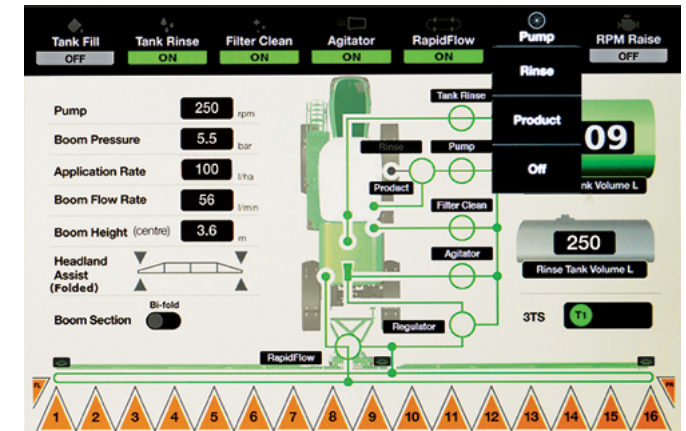 Tank Fill
OFF
Tank Rinse
ON
Filter Clean
ON
Agitator
ON
RapidFlow
ON
Pump
Rinse
Product
Off
RPM Raise
OFF
Pump 250 rpm
Boom Pressure 5.5 bar
Application Rate 100 l/ha
Boom Flow Rate 56 l/min
Boom Height (centre) 3.6 m
Headland
Assist
(Folded)
Bi-fold
Boom Section
Tank Rinse
Rinse
Pump
Product
Filter Clean
Agitator
Regulator
RapidFlow
09
nk Volume L
250
Rinse Tank Volume L
3TS T1
FL
FR
1 2 3 4 5 6 7 8 9 10 11 12 13 14 15 16